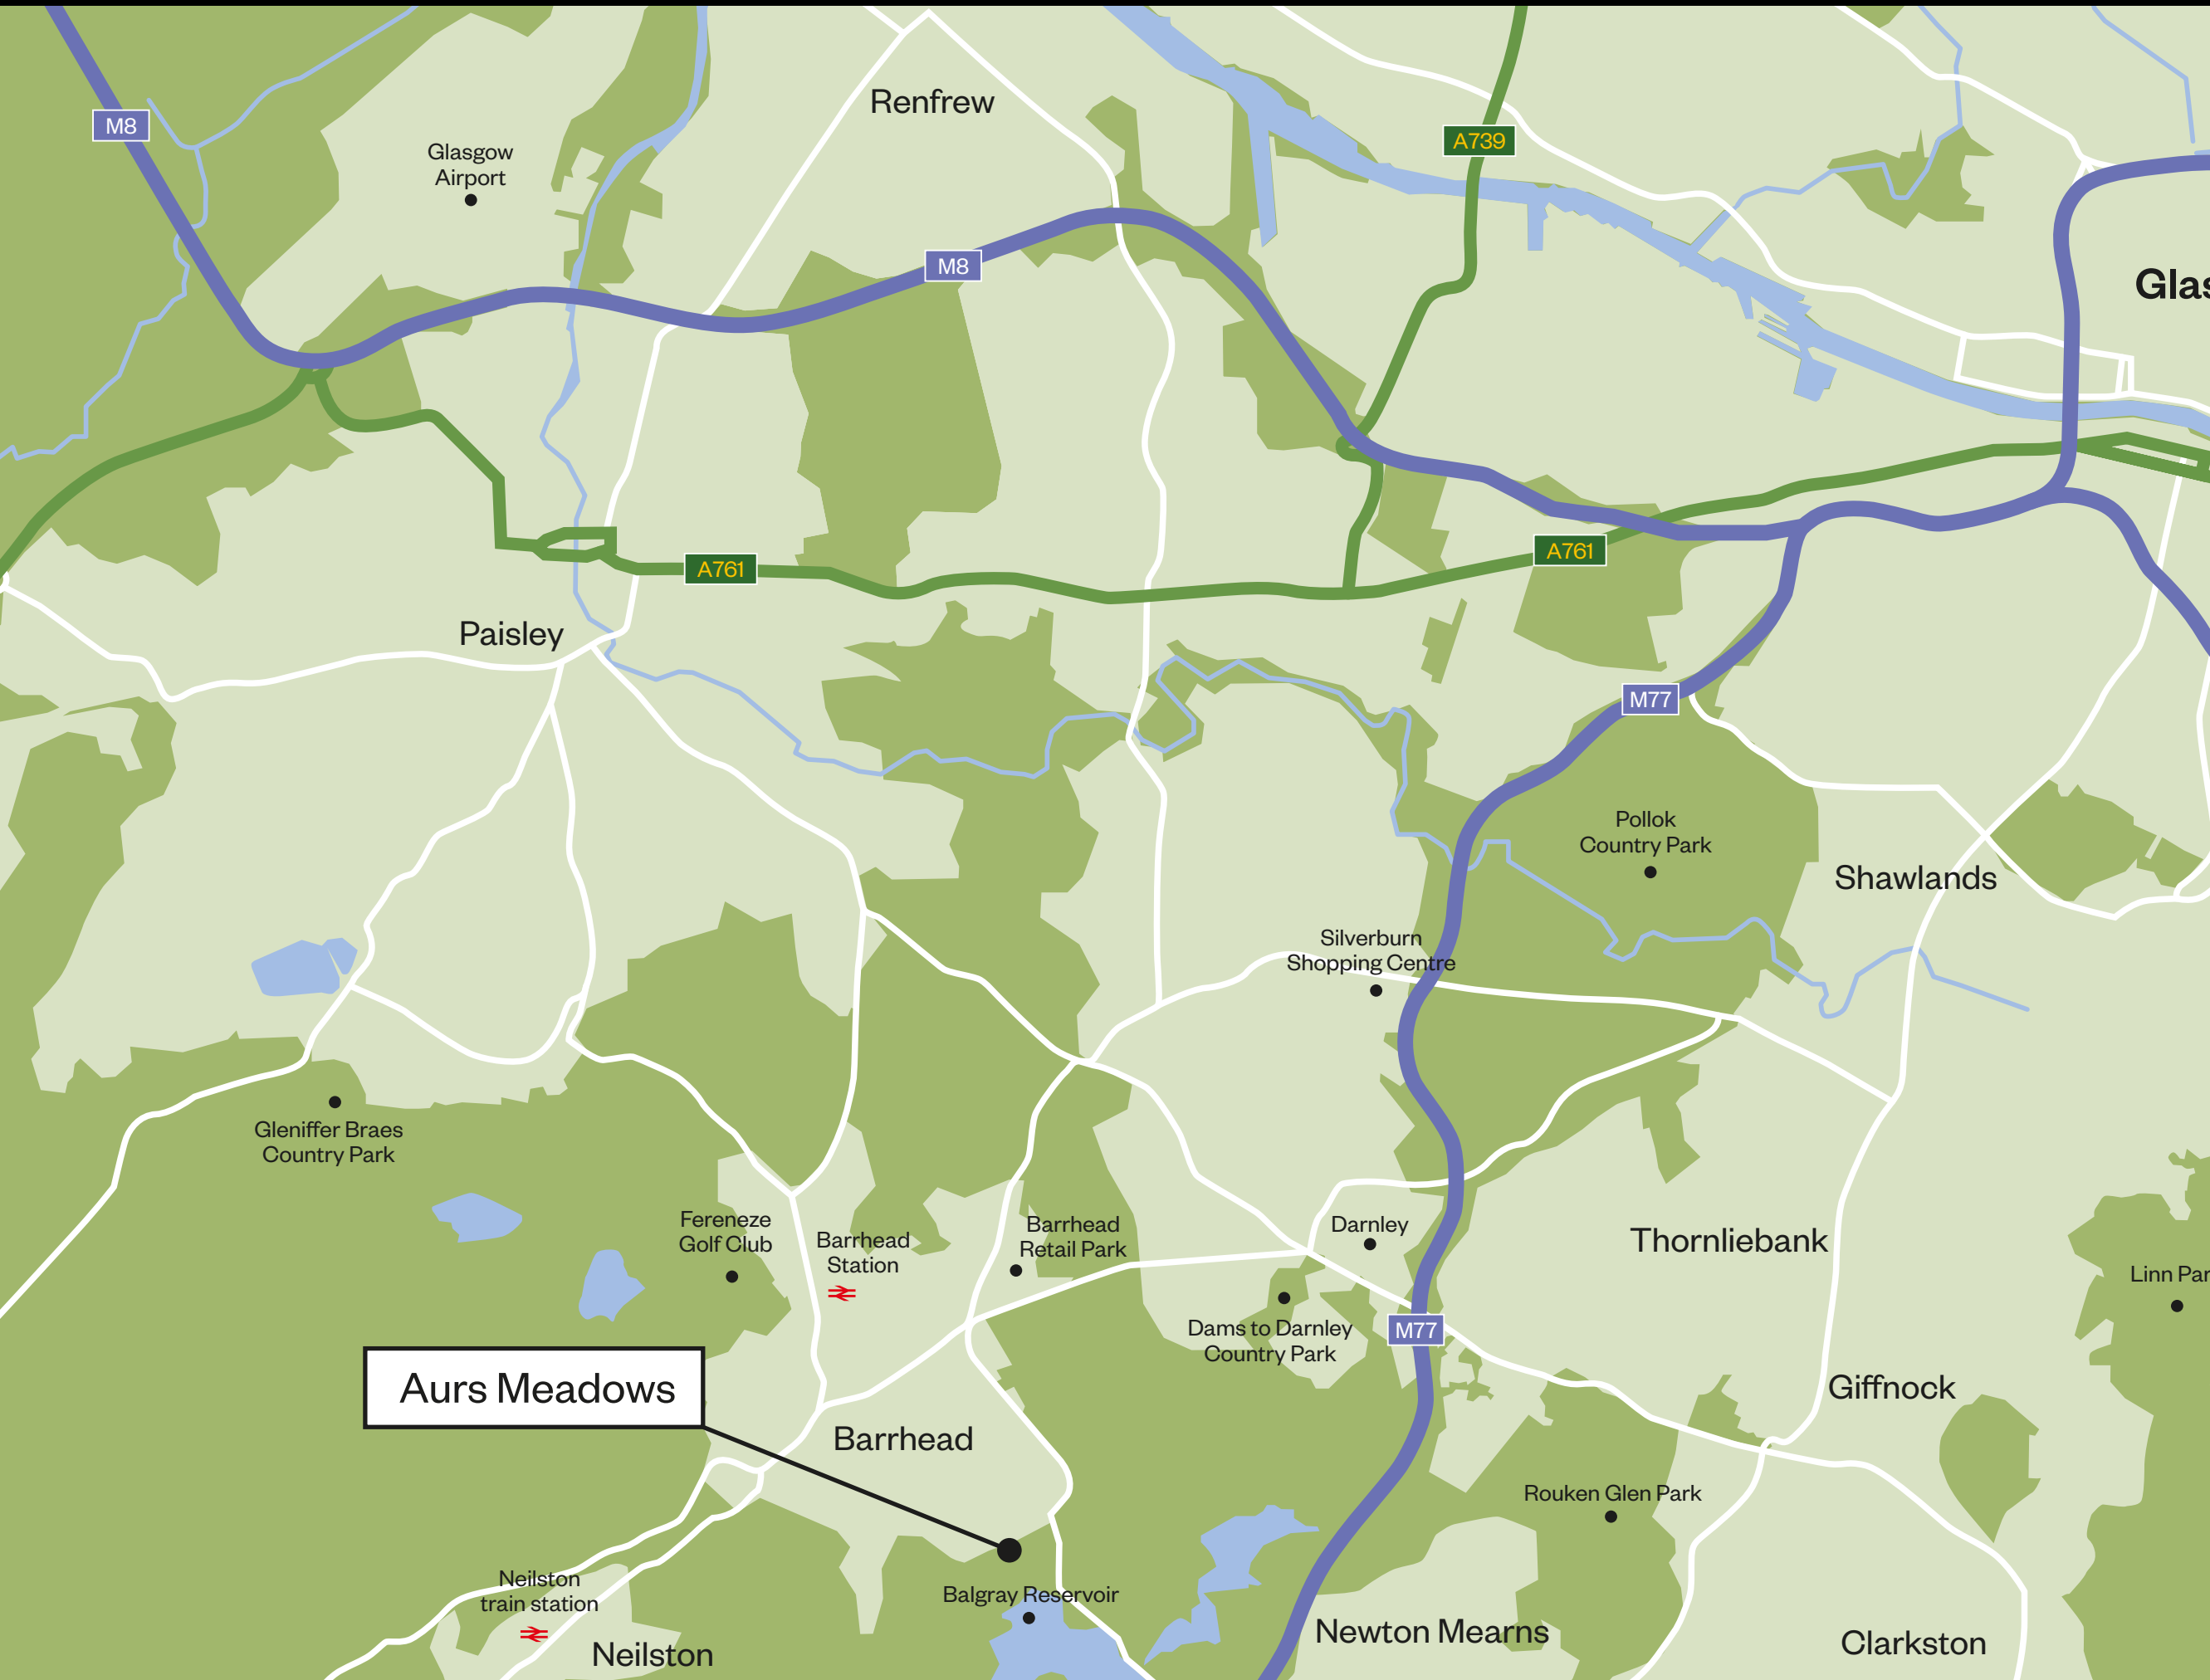 Renfrew
M8
A739
Glasgow
Airport
M8
Glas
A761
A761
Paisley
M77
Pollok
Country Park
Shawlands
Silverburn
Shopping Centre
Gleniffer Braes
Country Park
Fereneze
Golf Club
Barrhead
Station
Barrhead
Retail Park
Darnley
Thornliebank
Linn Par
Dams to Darnley
Country Park
M77
Aurs Meadows
Giffnock
Barrhead
Rouken Glen Park
Neilston
train station
Balgray Reservoir
Newton Mearns
Clarkston
Neilston